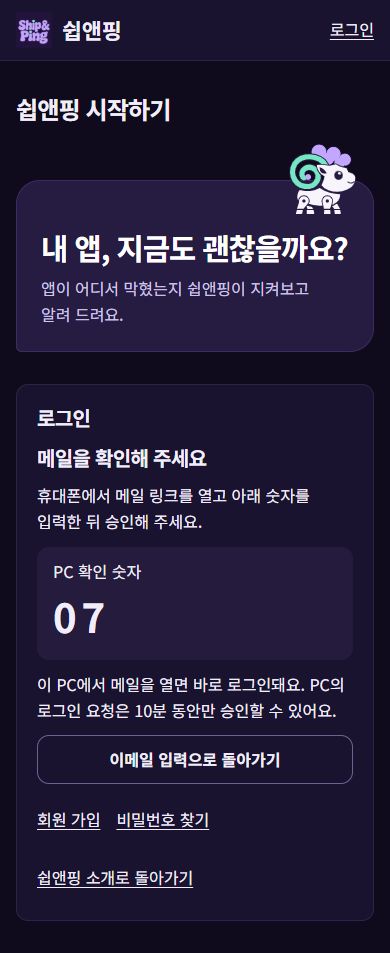 Ship&
Ping
쉽앤핑
로그인
쉽앤핑 시작하기
내 앱, 지금도 괜찮을까요?
앱이 어디서 막혔는지 쉽앤핑이 지켜보고
알려 드려요.
로그인
메일을 확인해 주세요
휴대폰에서 메일 링크를 열고 아래 숫자를
입력한 뒤 승인해 주세요.
PC 확인 숫자
07
이 PC에서 메일을 열면 바로 로그인돼요. PC의
로그인 요청은 10분 동안만 승인할 수 있어요.
이메일 입력으로 돌아가기
회원 가입 비밀번호 찾기
쉽앤핑 소개로 돌아가기